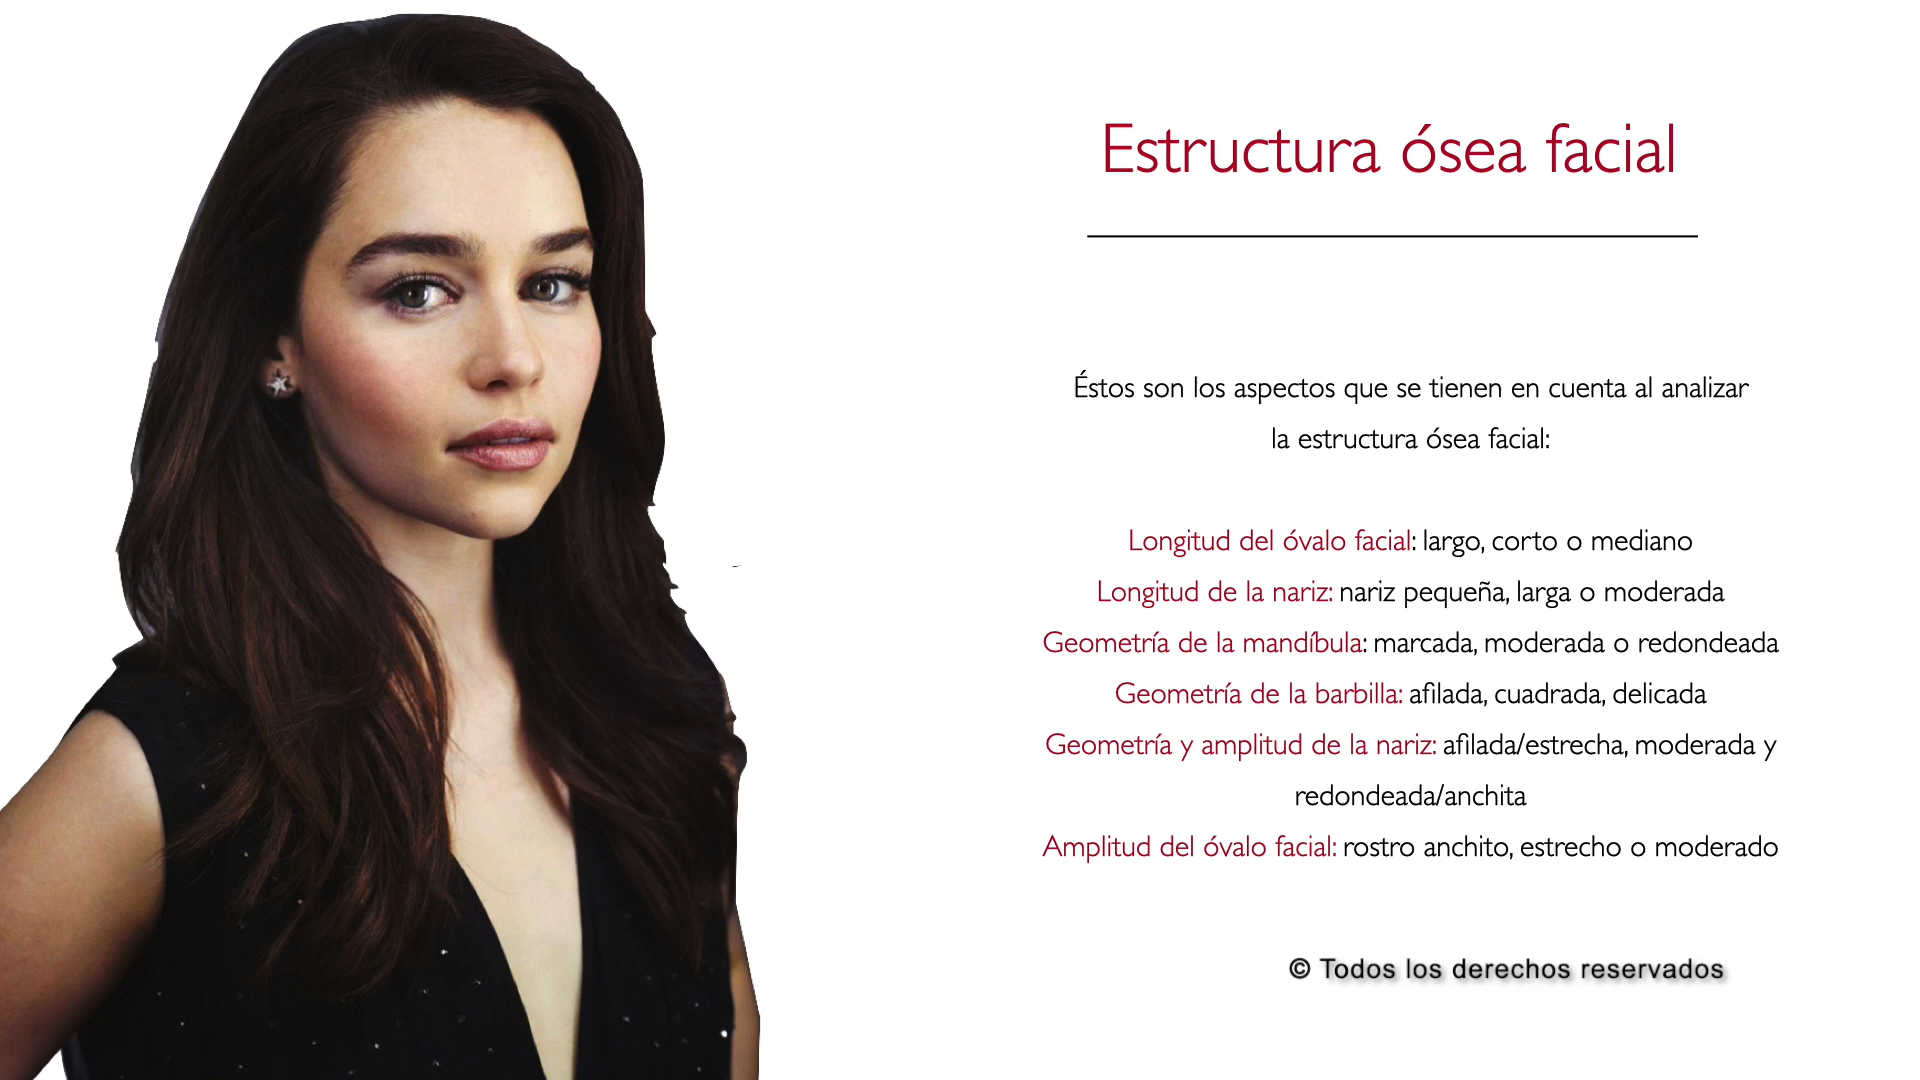 Estructura ósea facial
Éstos son los aspectos que se tienen en cuenta al analizar
la estructura ósea facial:
Longitud del óvalo facial: largo, corto o mediano
Longitud de la nariz: nariz pequeña, larga o moderada
Geometría de la mandíbula: marcada, moderada o redondeada
Geometría de la barbilla: afilada, cuadrada, delicada
Geometría y amplitud de la nariz: afilada/estrecha, moderada y
redondeada/anchita
Amplitud del óvalo facial: rostro anchito, estrecho o moderado
© Todos los derechos reservados